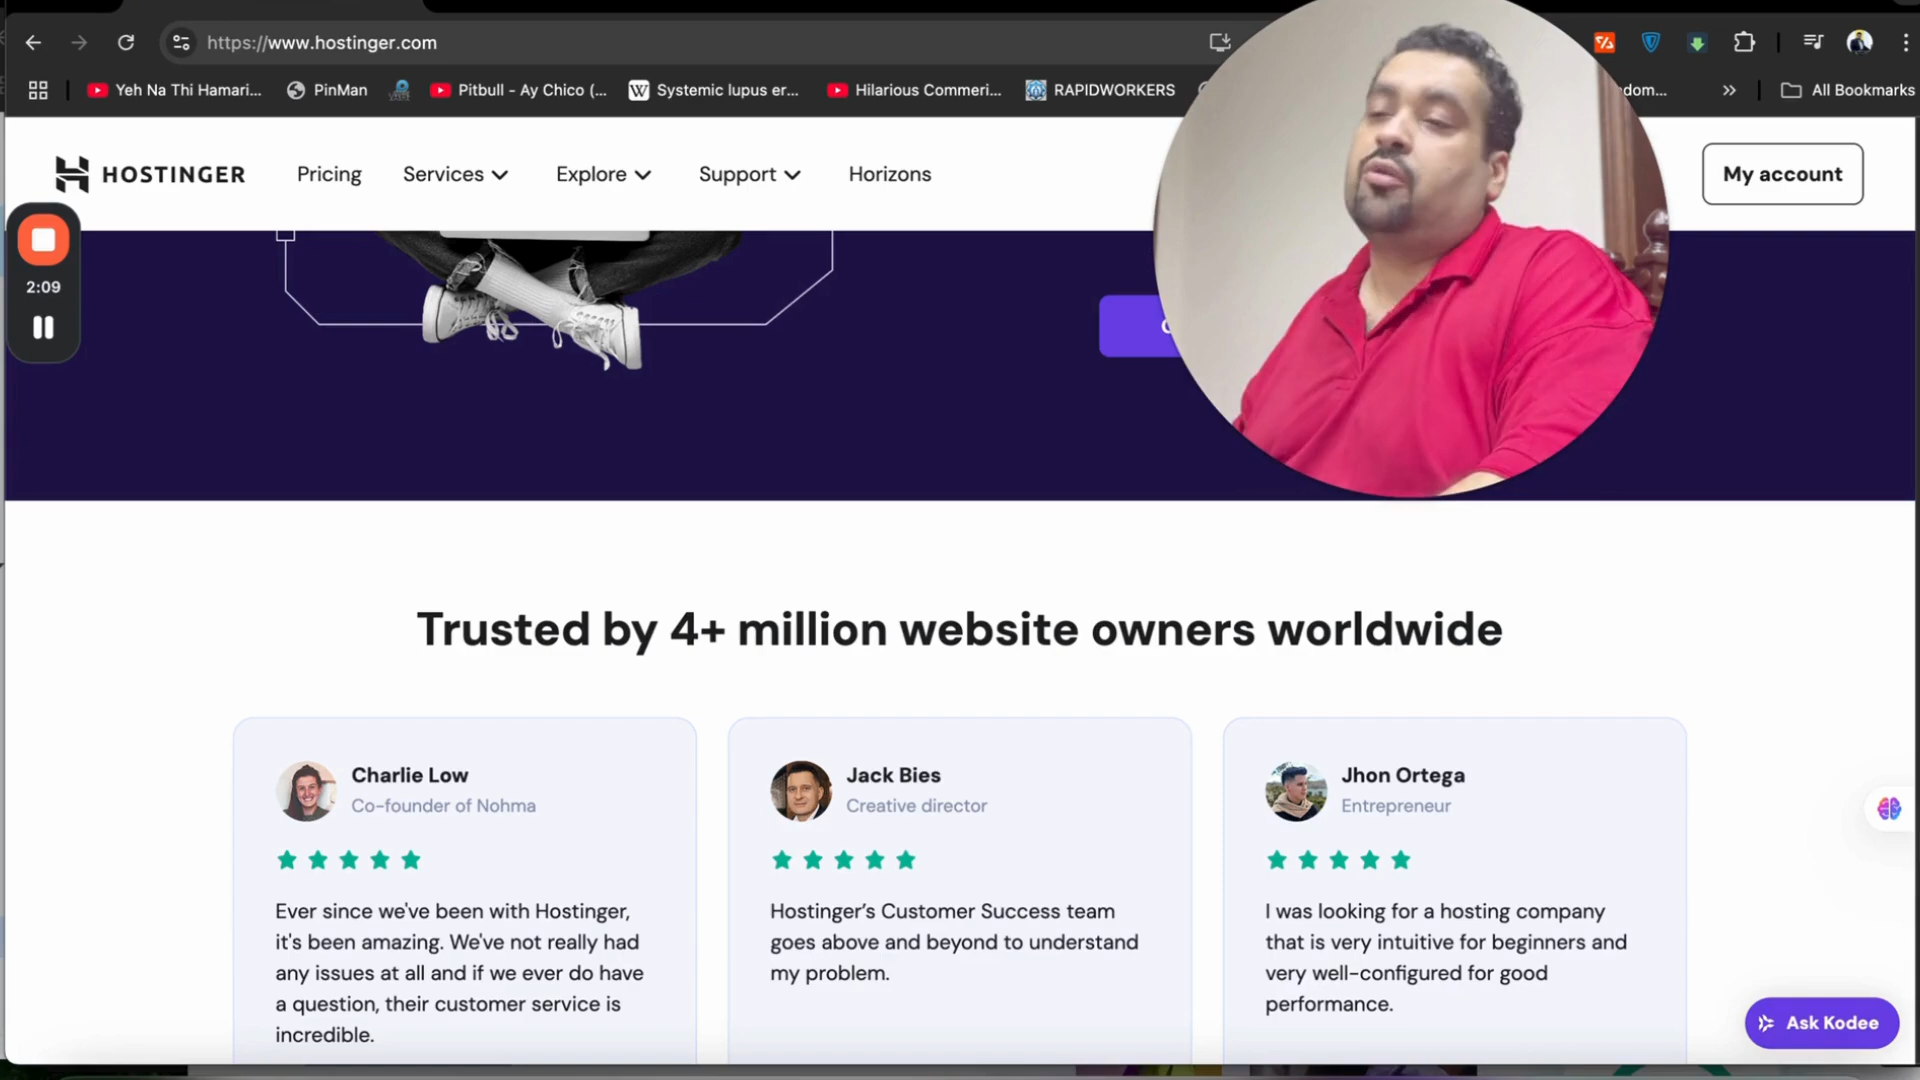 https://www.hostinger.com
Yeh Na Thi Hamari...
PinMan
Pitbull - Ay Chico (...
Systemic lupus er...
Hilarious Commeri...
RAPIDWORKERS
dom...
All Bookmarks
HOSTINGER
Pricing
Services
Explore
Support
Horizons
My account
2:09
Trusted by 4+ million website owners worldwide
Charlie Low
Co-founder of Nohma
Ever since we've been with Hostinger,
it's been amazing. We've not really had
any issues at all and if we ever do have
a question, their customer service is
incredible.
Jack Bies
Creative director
Hostinger’s Customer Success team
goes above and beyond to understand
my problem.
Jhon Ortega
Entrepreneur
I was looking for a hosting company
that is very intuitive for beginners and
very well-configured for good
performance.
Ask Kodee